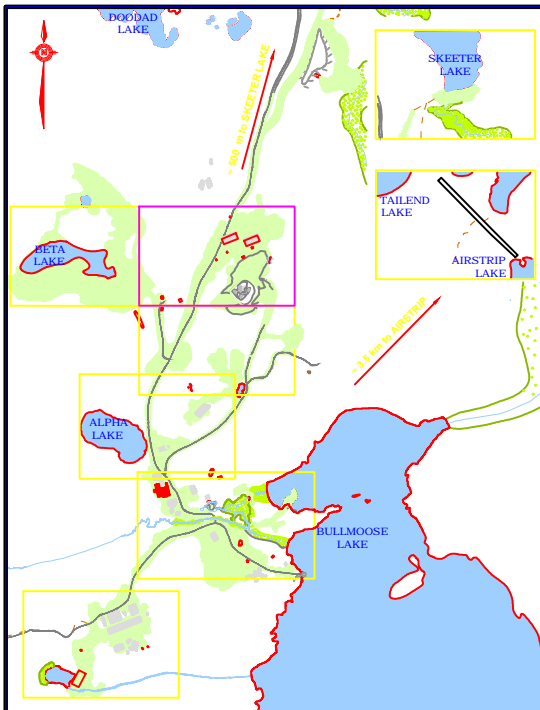 DOODAD
LAKE
N
SKEETER
LAKE
~ 500 m to SKEETER LAKE
TAILEND
LAKE
AIRSTRIP
LAKE
BETA
LAKE
~ 3.5 km to AIRSTRIP
ALPHA
LAKE
BULLMOOSE
LAKE